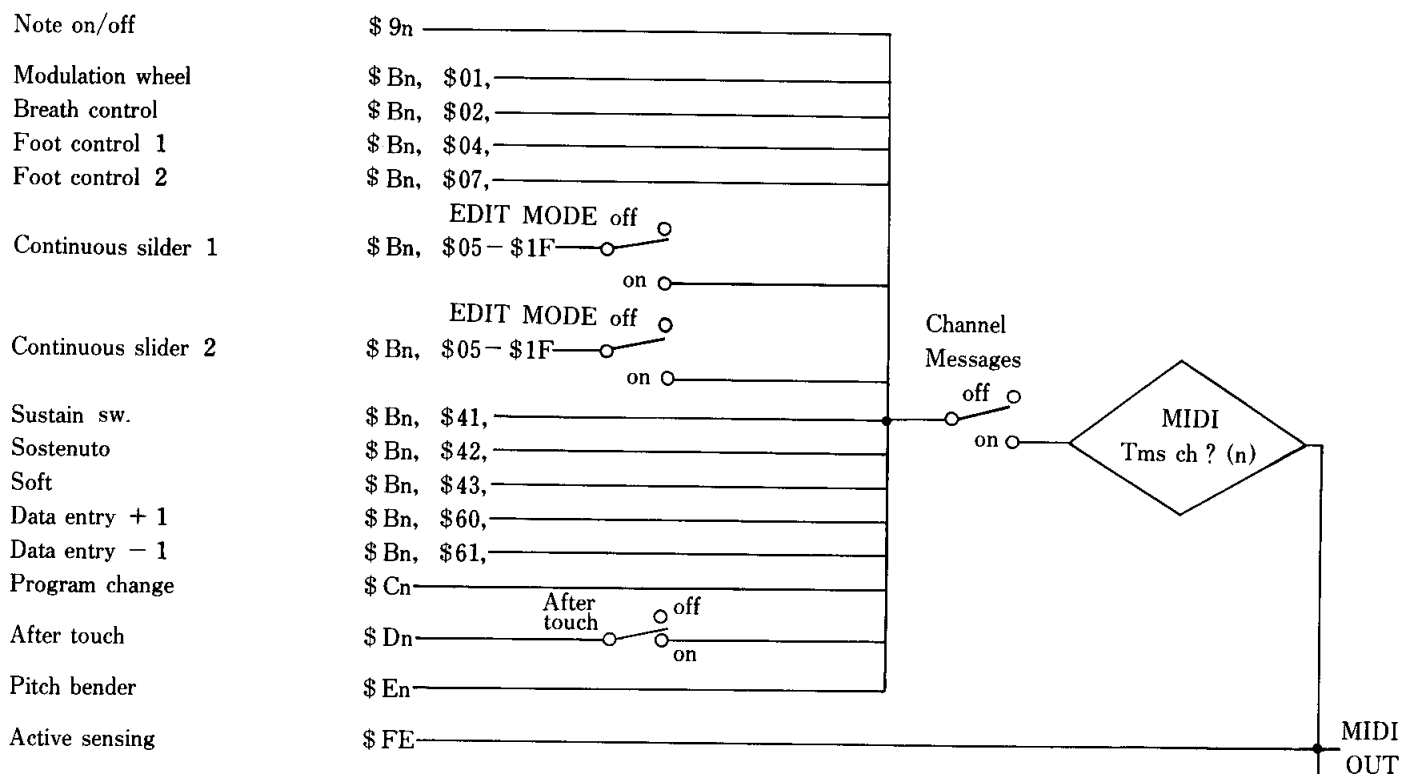 Note on/off $ 9n
Modulation wheel $ Bn, $01,
Breath control $ Bn, $02,
Foot control 1 $ Bn, $04,
Foot control 2 $ Bn, $07,
EDIT MODE off
Continuous silder 1 $ Bn, $05 – $1F
on
EDIT MODE off
Continuous slider 2 $ Bn, $05 – $1F
on
Channel
Messages
off
on
MIDI
Tms ch ? (n)
Sustain sw. $ Bn, $41,
Sostenuto $ Bn, $42,
Soft $ Bn, $43,
Data entry + 1 $ Bn, $60,
Data entry − 1 $ Bn, $61,
Program change $ Cn
After
touch
off
After touch $ Dn
on
Pitch bender $ En
Active sensing $ FE
MIDI
OUT